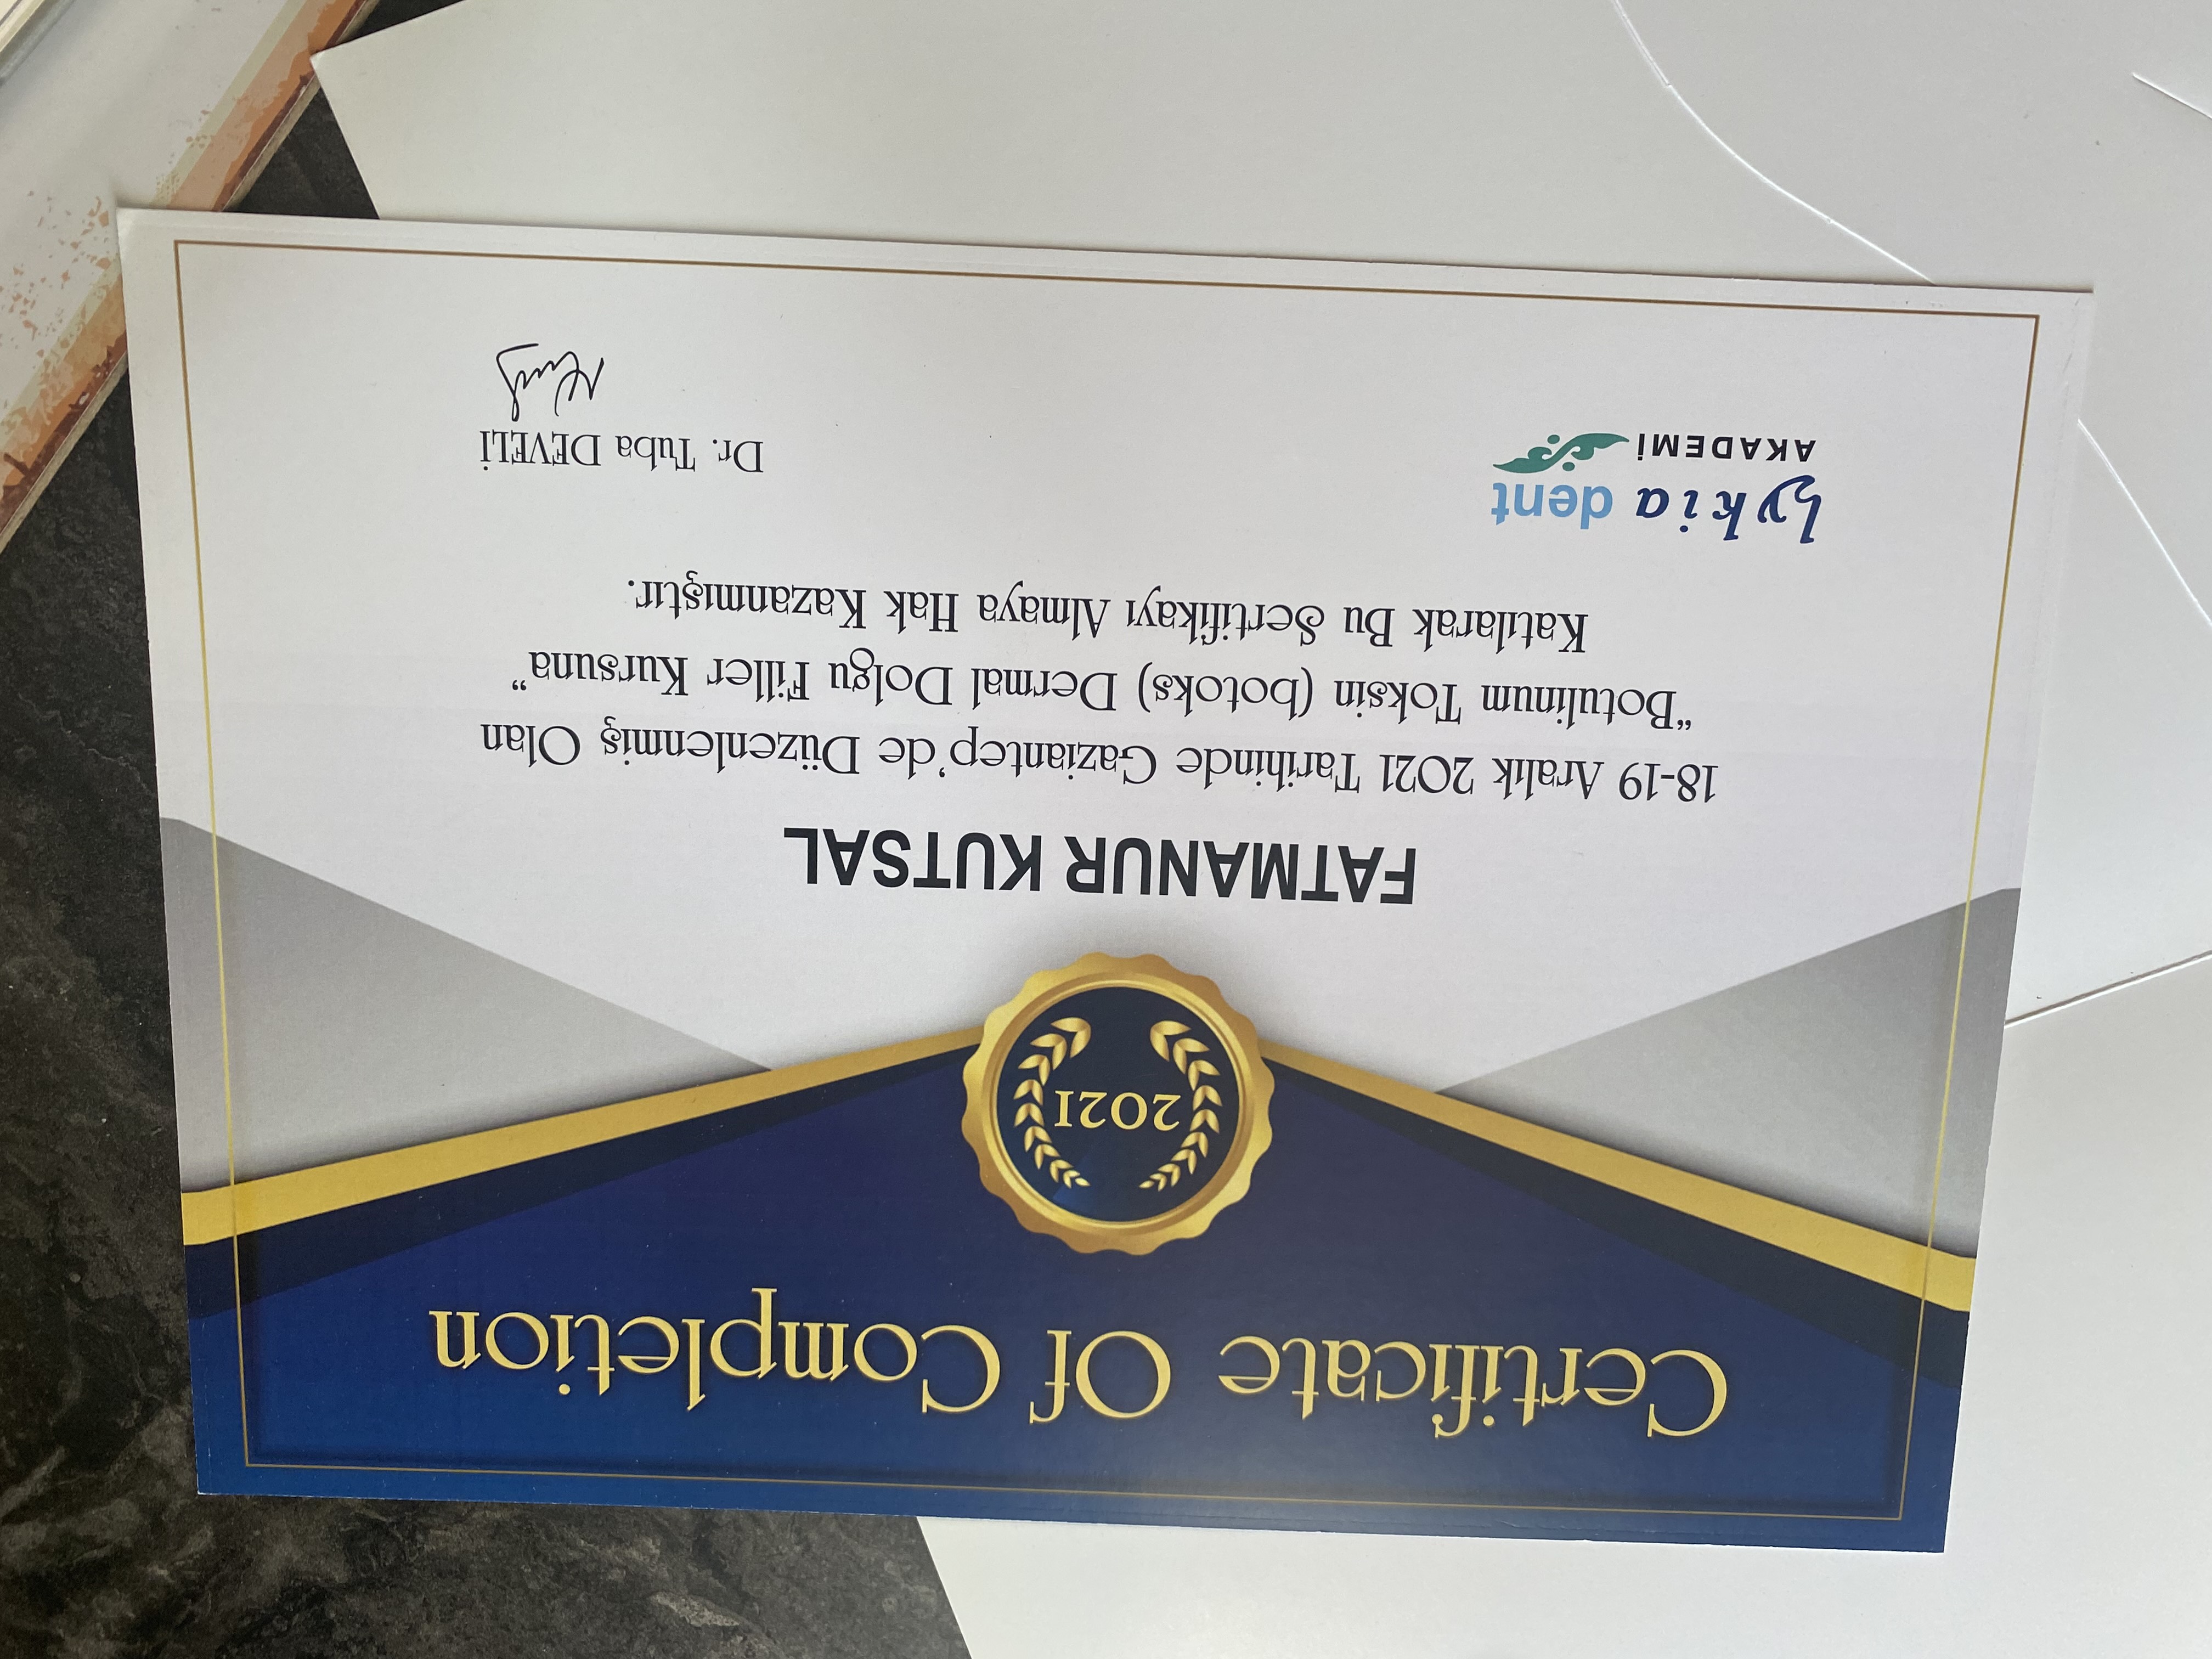 Certificate Of Completion
2021
FATMANUR KUTSAL
18-19 Aralık 2021 Tarihinde Gaziantep'de Düzenlenmiş Olan
“Botulinum Toksin (botoks) Dermal Dolgu Filler Kursuna”
Katılarak Bu Sertifikayı Almaya Hak Kazanmıştır.
lykia dent
AKADEMİ
Dr. Tuba DEVELİ